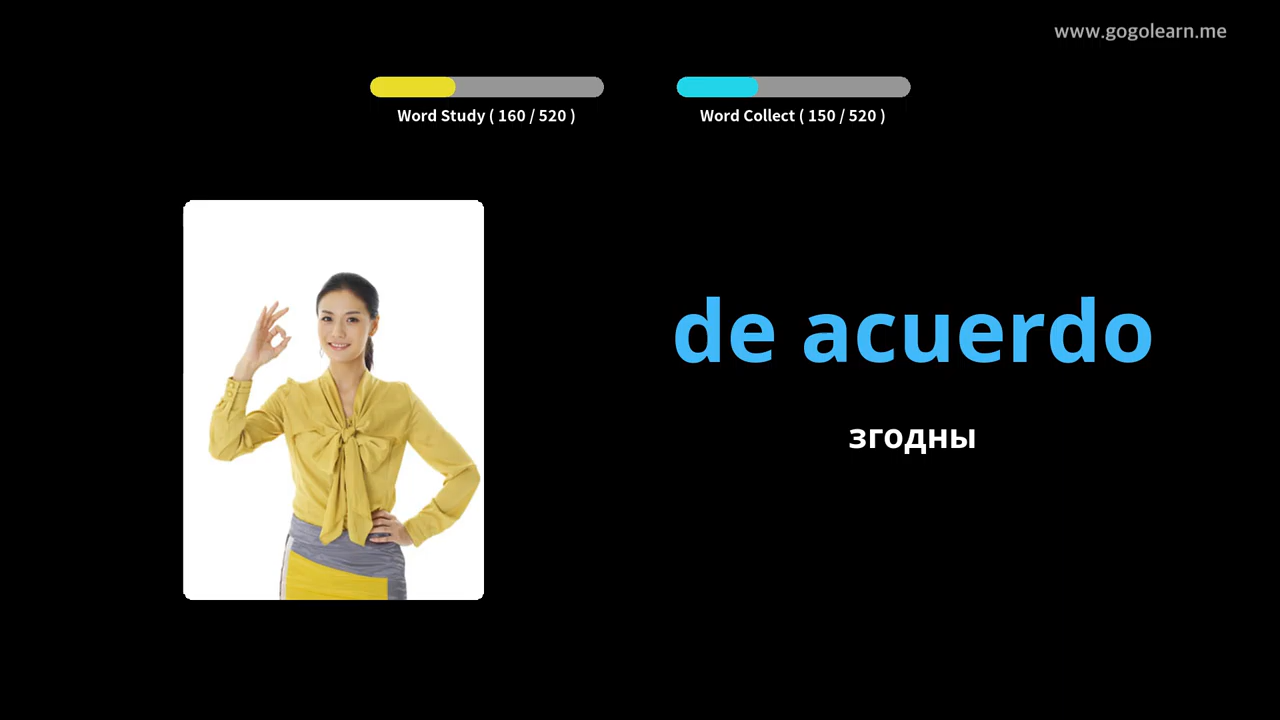 www.gogolearn.me
Word Study ( 160 / 520 )
Word Collect ( 150 / 520 )
de acuerdo
згодны